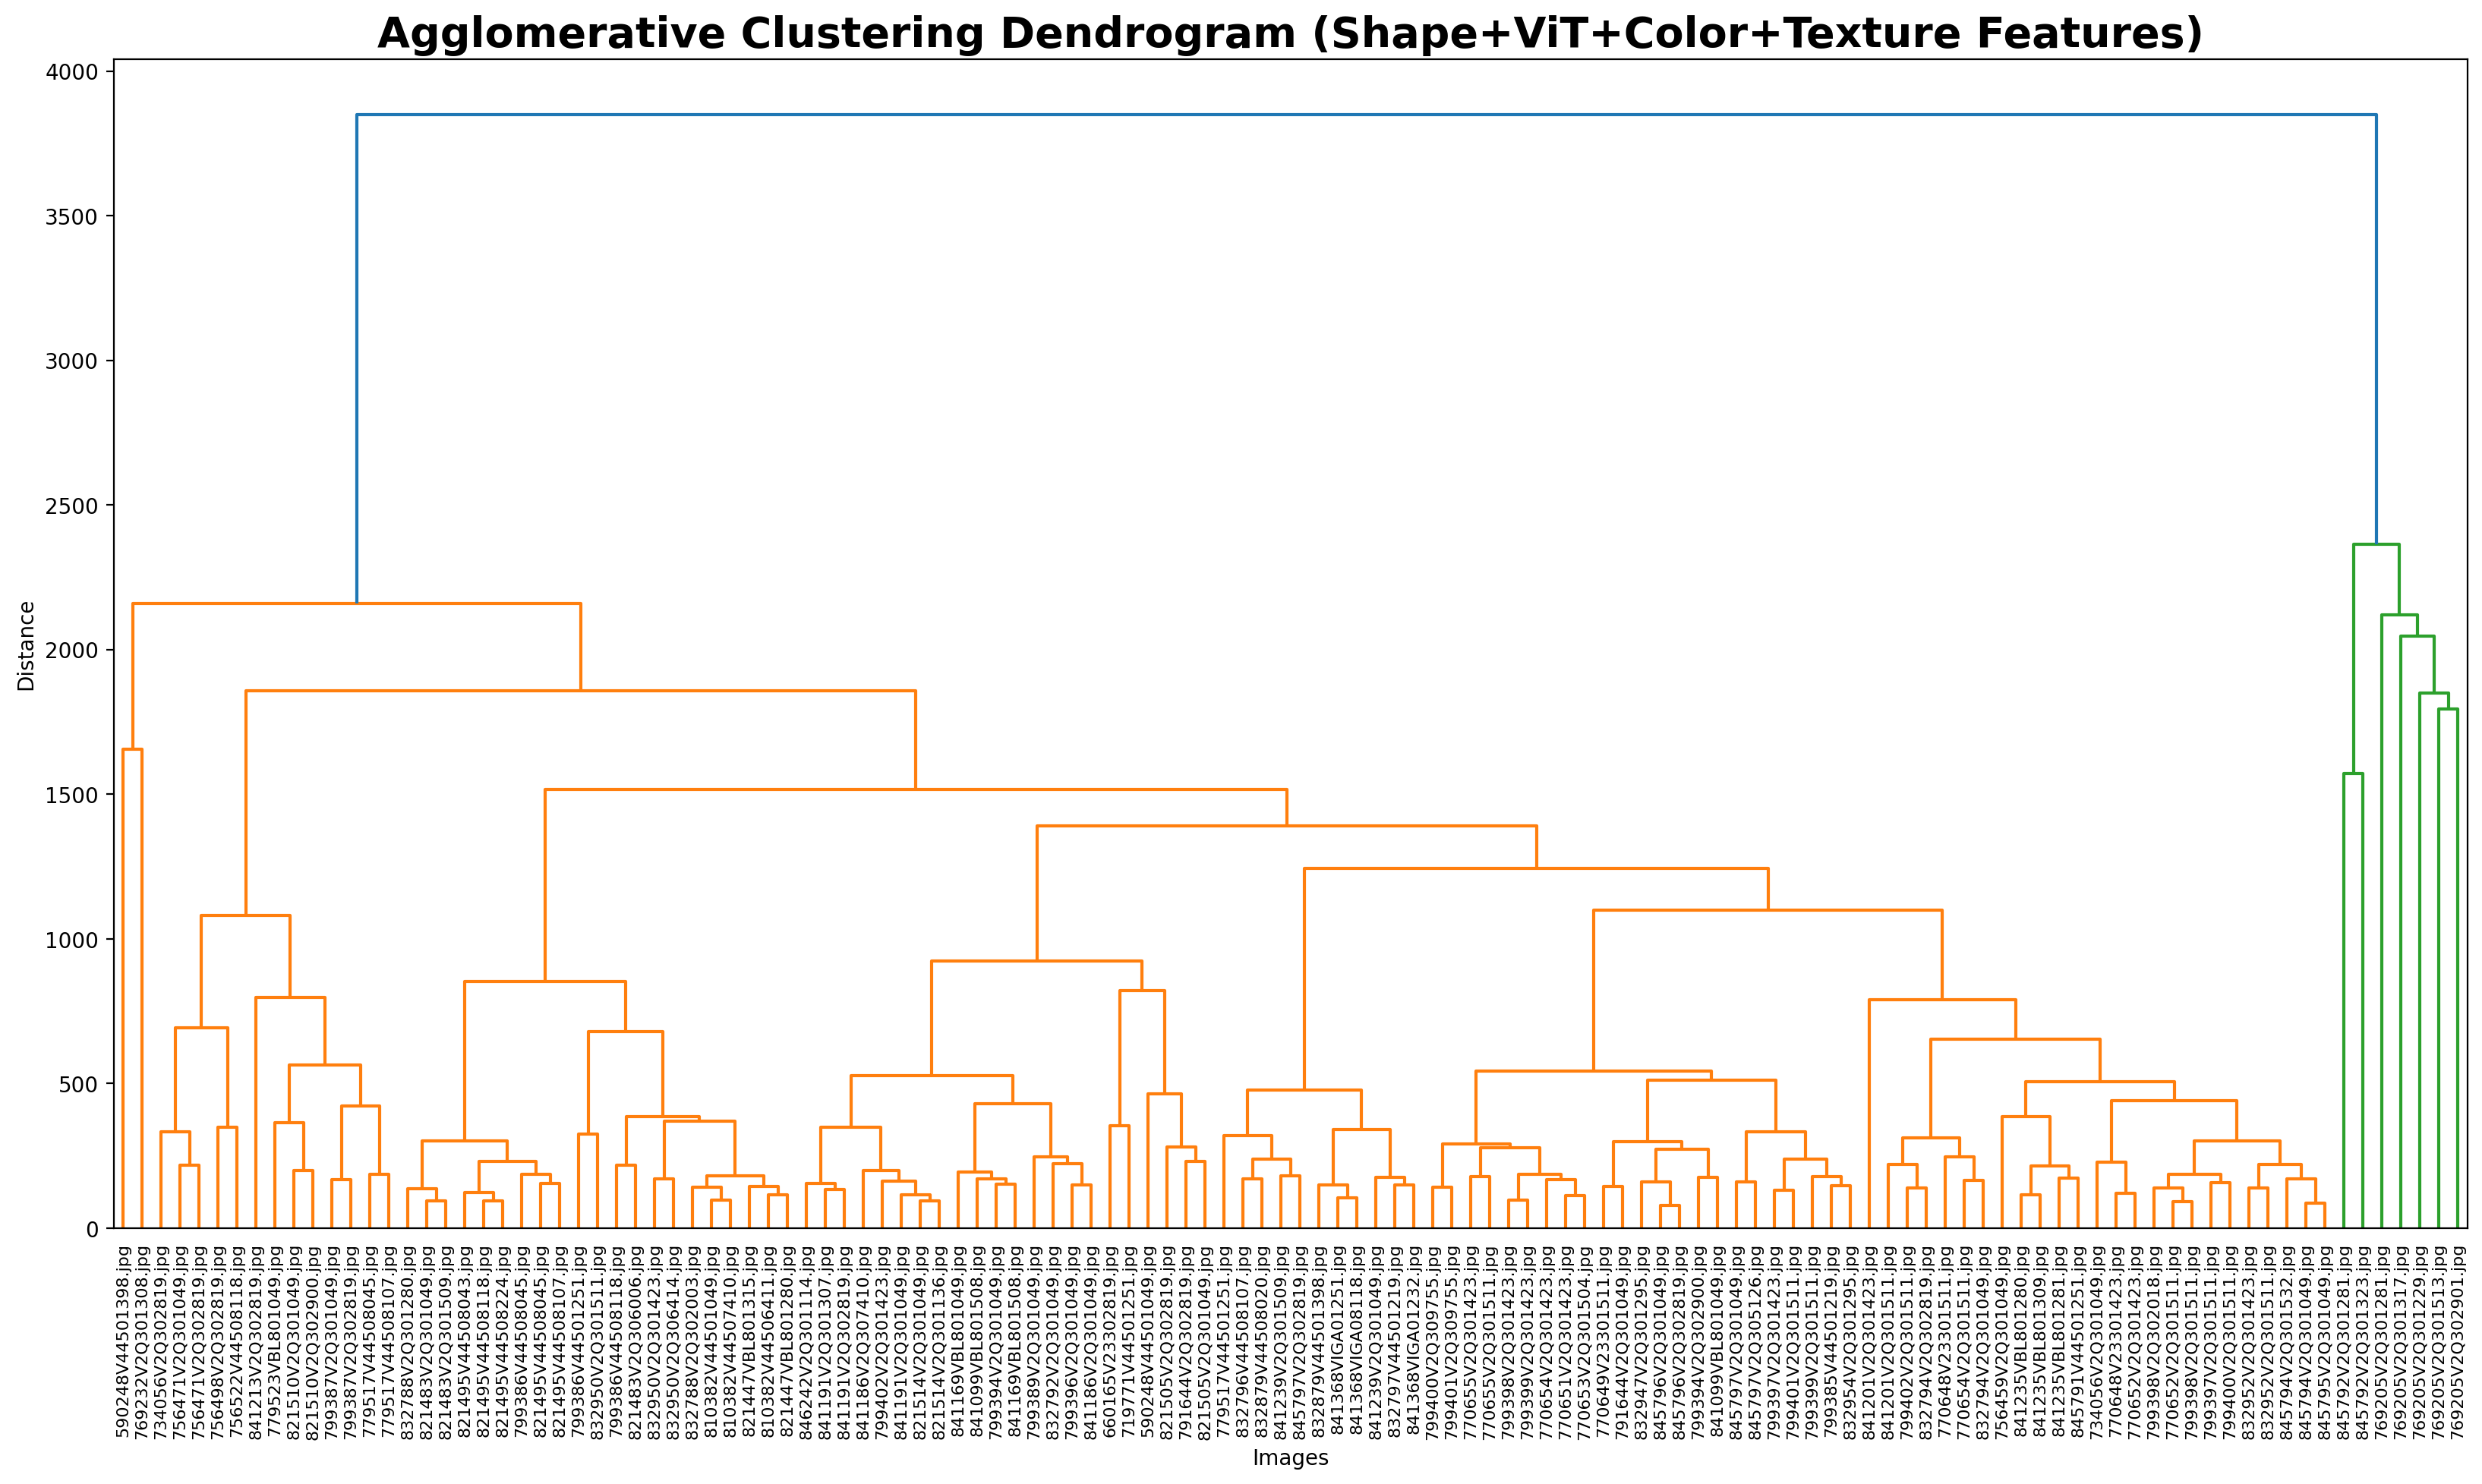 Agglomerative Clustering Dendrogram (Shape+ViT+Color+Texture Features)
4000
3500
3000
2500
2000
1500
1000
500
0
Distance
590248V44501398.jpg
769232V2Q301308.jpg
734056V2Q302819.jpg
756471V2Q301049.jpg
756471V2Q302819.jpg
756498V2Q302819.jpg
756522V44508118.jpg
841213V2Q302819.jpg
779523VBL801049.jpg
821510V2Q301049.jpg
821510V2Q302900.jpg
799387V2Q301049.jpg
799387V2Q302819.jpg
779517V44508045.jpg
779517V44508107.jpg
832788V2Q301280.jpg
821483V2Q301049.jpg
821483V2Q301509.jpg
821495V44508043.jpg
821495V44508118.jpg
821495V44508224.jpg
799386V44508045.jpg
821495V44508045.jpg
821495V44508107.jpg
799386V44501251.jpg
832950V2Q301511.jpg
799386V44508118.jpg
821483V2Q306006.jpg
832950V2Q301423.jpg
832950V2Q306414.jpg
832788V2Q302003.jpg
810382V44501049.jpg
810382V44507410.jpg
821447VBL801315.jpg
810382V44506411.jpg
821447VBL801280.jpg
846242V2Q301114.jpg
841191V2Q301307.jpg
841191V2Q302819.jpg
841186V2Q307410.jpg
799402V2Q301423.jpg
841191V2Q301049.jpg
821514V2Q301049.jpg
821514V2Q301136.jpg
841169VBL801049.jpg
841099VBL801508.jpg
799394V2Q301049.jpg
841169VBL801508.jpg
799389V2Q301049.jpg
832792V2Q301049.jpg
799396V2Q301049.jpg
841186V2Q301049.jpg
660165V23302819.jpg
719771V44501251.jpg
590248V44501049.jpg
821505V2Q302819.jpg
791644V2Q302819.jpg
821505V2Q301049.jpg
779517V44501251.jpg
832796V44508107.jpg
832879V44508020.jpg
841239V2Q301509.jpg
845797V2Q302819.jpg
832879V44501398.jpg
841368VIGA01251.jpg
841368VIGA08118.jpg
841239V2Q301049.jpg
832797V44501219.jpg
841368VIGA01232.jpg
799400V2Q309755.jpg
799401V2Q309755.jpg
770655V2Q301423.jpg
770655V2Q301511.jpg
799398V2Q301423.jpg
799399V2Q301423.jpg
770654V2Q301423.jpg
770651V2Q301423.jpg
770653V2Q301504.jpg
770649V23301511.jpg
791644V2Q301049.jpg
832947V2Q301295.jpg
845796V2Q301049.jpg
845796V2Q302819.jpg
799394V2Q302900.jpg
841099VBL801049.jpg
845797V2Q301049.jpg
845797V2Q305126.jpg
799397V2Q301423.jpg
799401V2Q301511.jpg
799399V2Q301511.jpg
799385V44501219.jpg
832954V2Q301295.jpg
841201V2Q301423.jpg
841201V2Q301511.jpg
799402V2Q301511.jpg
832794V2Q302819.jpg
770648V23301511.jpg
770654V2Q301511.jpg
832794V2Q301049.jpg
756459V2Q301049.jpg
841235VBL801280.jpg
841235VBL801309.jpg
841235VBL801281.jpg
845791V44501251.jpg
734056V2Q301049.jpg
770648V23301423.jpg
770652V2Q301423.jpg
799398V2Q302018.jpg
770652V2Q301511.jpg
799398V2Q301511.jpg
799397V2Q301511.jpg
799400V2Q301511.jpg
832952V2Q301423.jpg
832952V2Q301511.jpg
845794V2Q301532.jpg
845794V2Q301049.jpg
845795V2Q301049.jpg
845792V2Q301281.jpg
845792V2Q301323.jpg
769205V2Q301281.jpg
769205V2Q301317.jpg
769205V2Q301229.jpg
769205V2Q301513.jpg
769205V2Q302901.jpg
Images